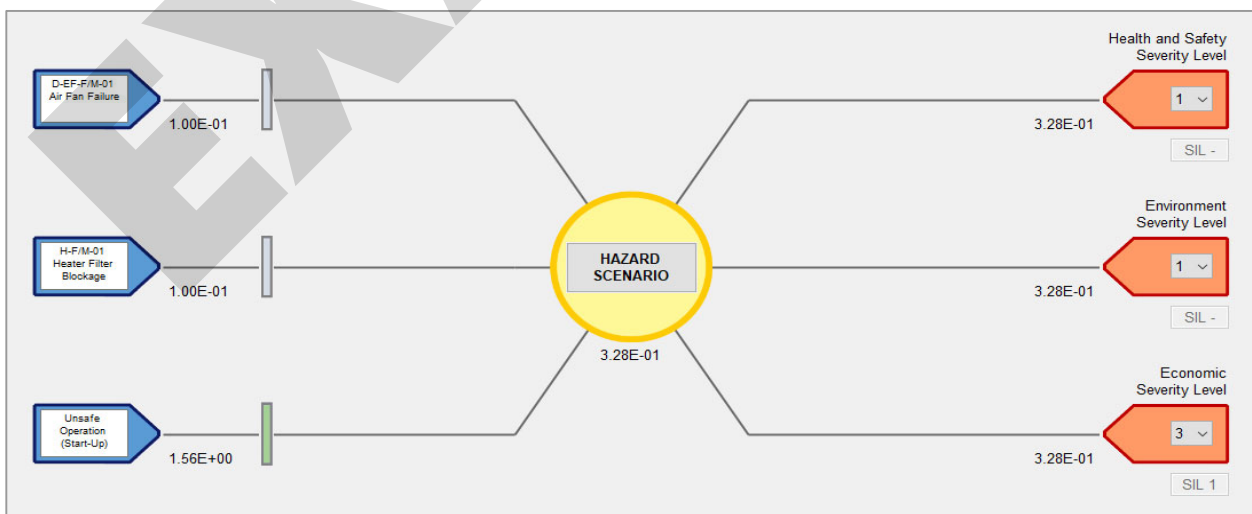 Health and Safety
Severity Level
D-EF-F/M-01
Air Fan Failure
1
1.00E-01
3.28E-01
SIL -
Environment
Severity Level
H-F/M-01
Heater Filter
Blockage
HAZARD
SCENARIO
1
1.00E-01
3.28E-01
SIL -
3.28E-01
Economic
Severity Level
Unsafe
Operation
(Start-Up)
3
1.56E+00
3.28E-01
SIL 1